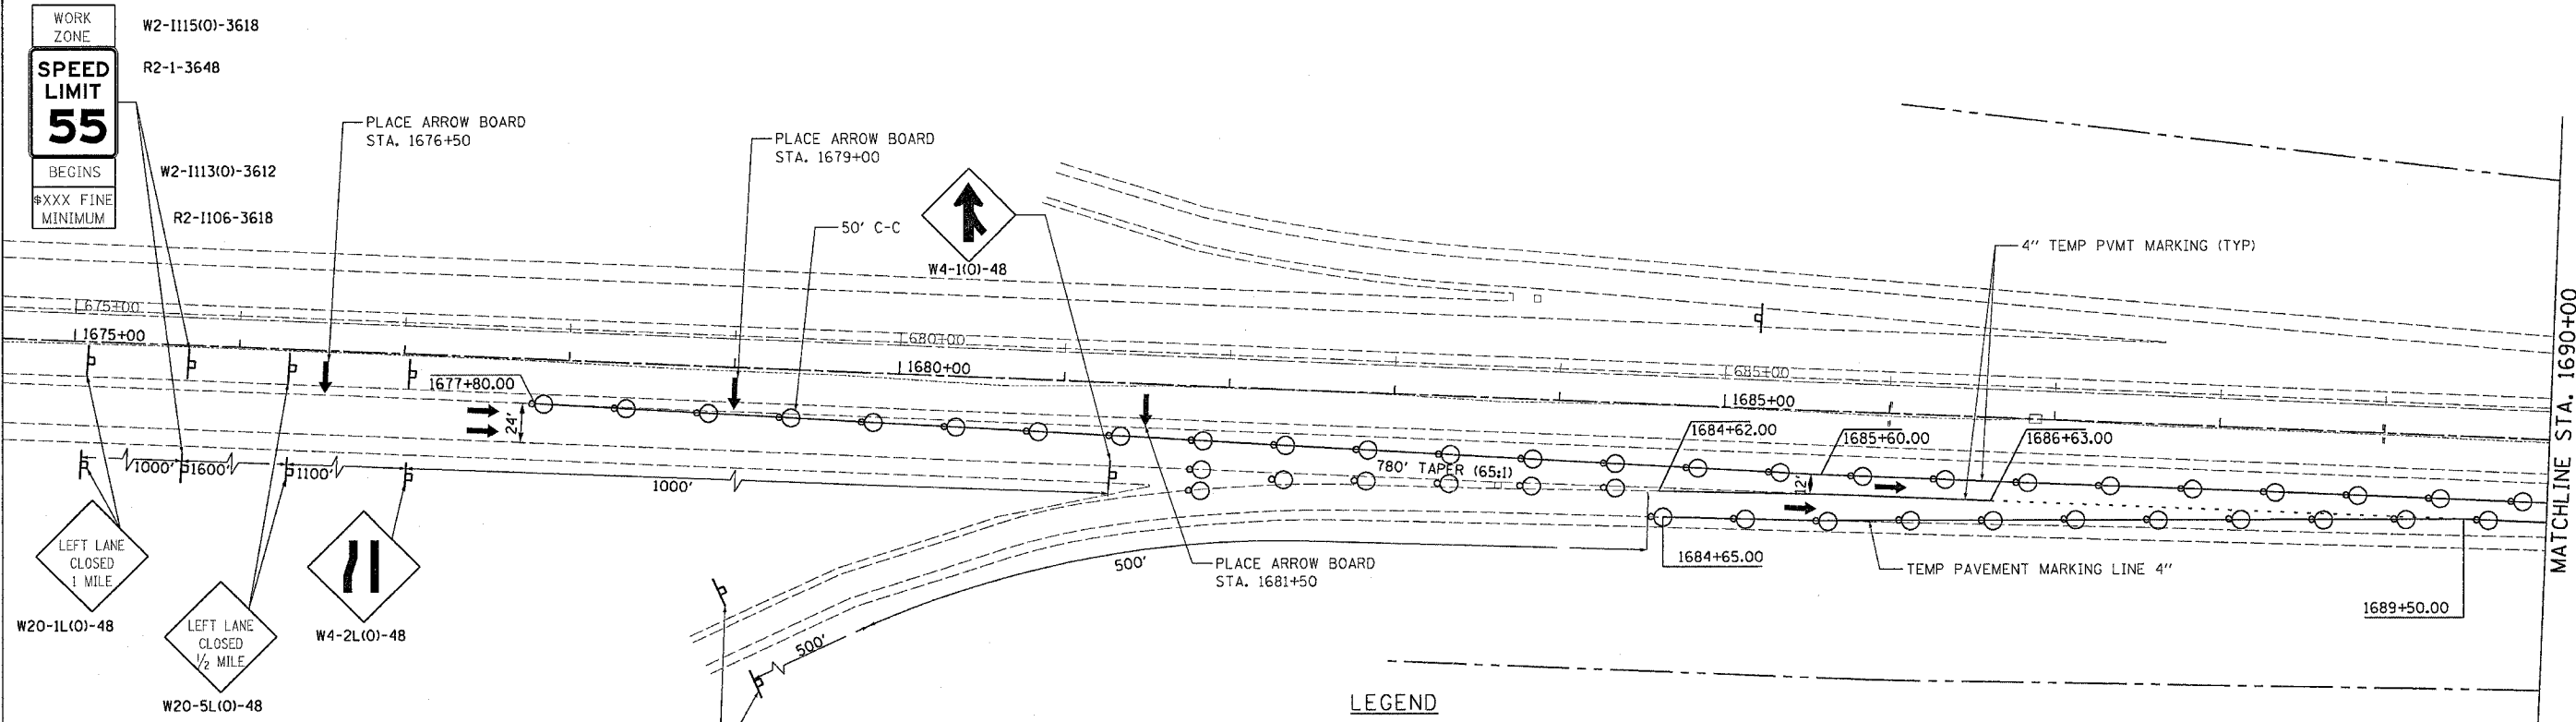 WORK
ZONE
W2-I115(O)-3618
SPEED
LIMIT
55
R2-1-3648
BEGINS
W2-I113(O)-3612
$XXX FINE
MINIMUM
R2-I106-3618
PLACE ARROW BOARD
STA. 1676+50
PLACE ARROW BOARD
STA. 1679+00
50' C-C
W4-1(O)-48
4" TEMP PVMT MARKING (TYP)
1675+00
1675+00
1680+00
1680+00
1685+00
1685+00
1677+80.00
24'
1684+62.00
1685+60.00
1686+63.00
12'
780' TAPER (65:1)
1000'
1600'
1100'
1000'
500'
500'
PLACE ARROW BOARD
STA. 1681+50
1684+65.00
TEMP PAVEMENT MARKING LINE 4"
1689+50.00
MATCHLINE STA. 1690+00
LEFT LANE
CLOSED
1 MILE
W20-1L(O)-48
LEFT LANE
CLOSED
1/2 MILE
W20-5L(O)-48
W4-2L(O)-48
LEGEND